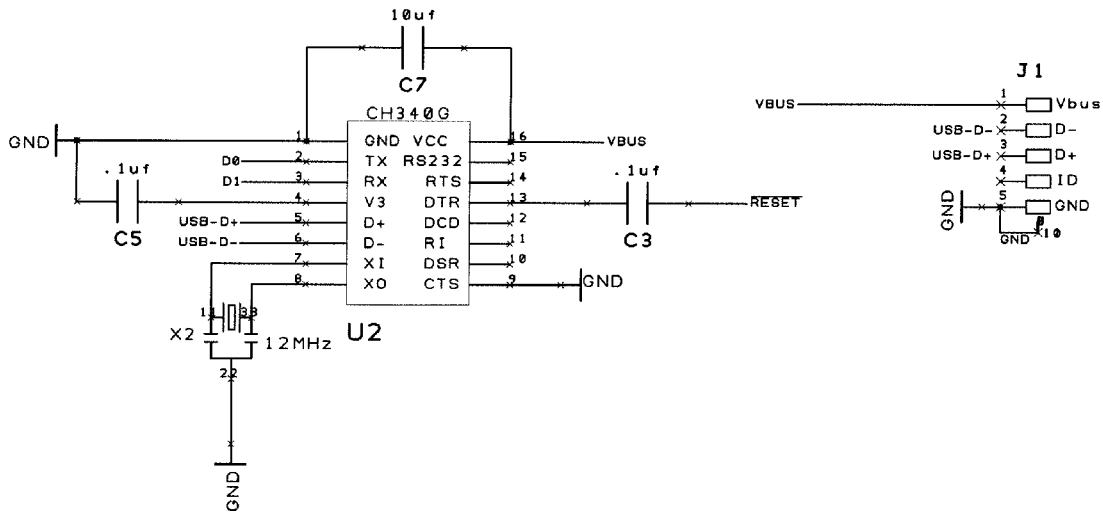 10uf
C7
CH340G
GND
1
GND VCC
16
VBUS
D0
2
TX RS232
15
.1uf
D1
3
RX RTS
14
.1uf
4
V3 DTR
13
RESET
C5
USB-D+
5
D+ DCD
12
C3
USB-D-
6
D- RI
11
7
XI DSR
10
8
XO CTS
9
GND
U2
X2
12MHz
GND
J1
VBUS
1
Vbus
USB-D-
2
D-
USB-D+
3
D+
4
ID
GND
5
GND
GND
10